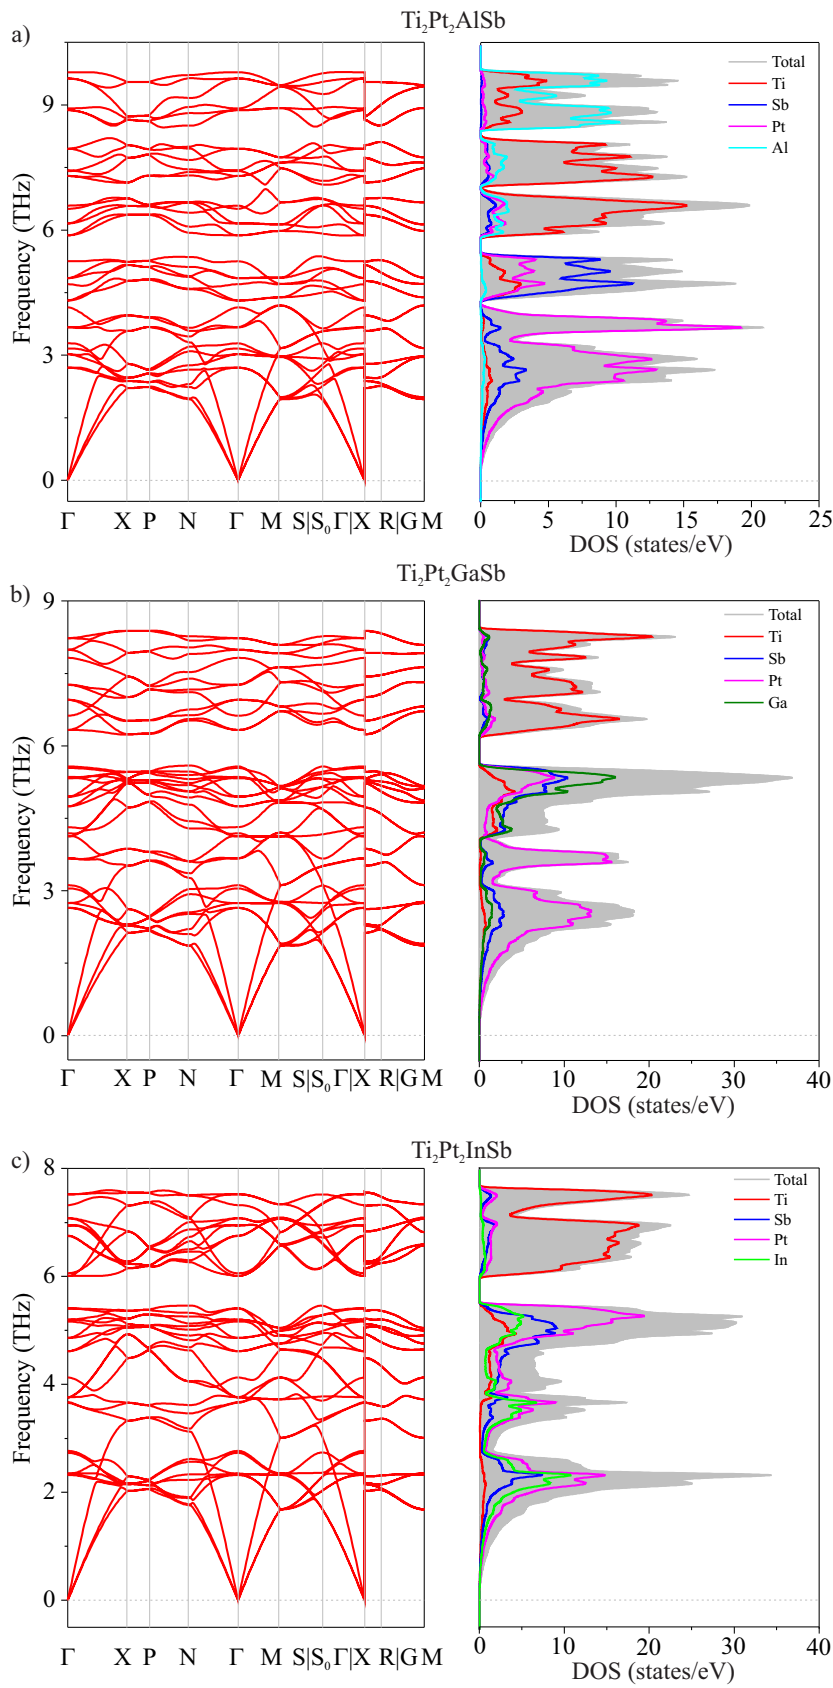 Ti₂Pt₂AlSb
a)
Frequency (THz)
9
6
3
0
Γ X P N Γ M S|S₀ Γ|X R|G M
Total
Ti
Sb
Pt
Al
0 5 10 15 20 25
DOS (states/eV)
Ti₂Pt₂GaSb
b)
Frequency (THz)
9
6
3
0
Γ X P N Γ M S|S₀ Γ|X R|G M
Total
Ti
Sb
Pt
Ga
0 10 20 30 40
DOS (states/eV)
Ti₂Pt₂InSb
c)
Frequency (THz)
8
6
4
2
0
Γ X P N Γ M S|S₀ Γ|X R|G M
Total
Ti
Sb
Pt
In
0 10 20 30 40
DOS (states/eV)